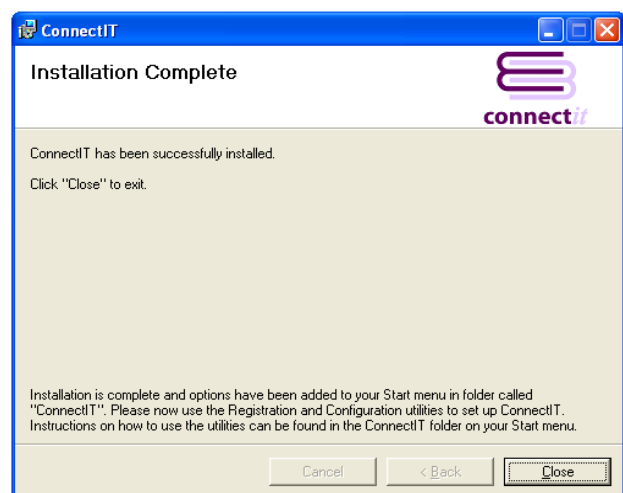 ConnectIT
Installation Complete
connectit
ConnectIT has been successfully installed.
Click "Close" to exit.
Installation is complete and options have been added to your Start menu in folder called
"ConnectIT". Please now use the Registration and Configuration utilities to set up ConnectIT.
Instructions on how to use the utilities can be found in the ConnectIT folder on your Start menu.
Cancel
< Back
Close